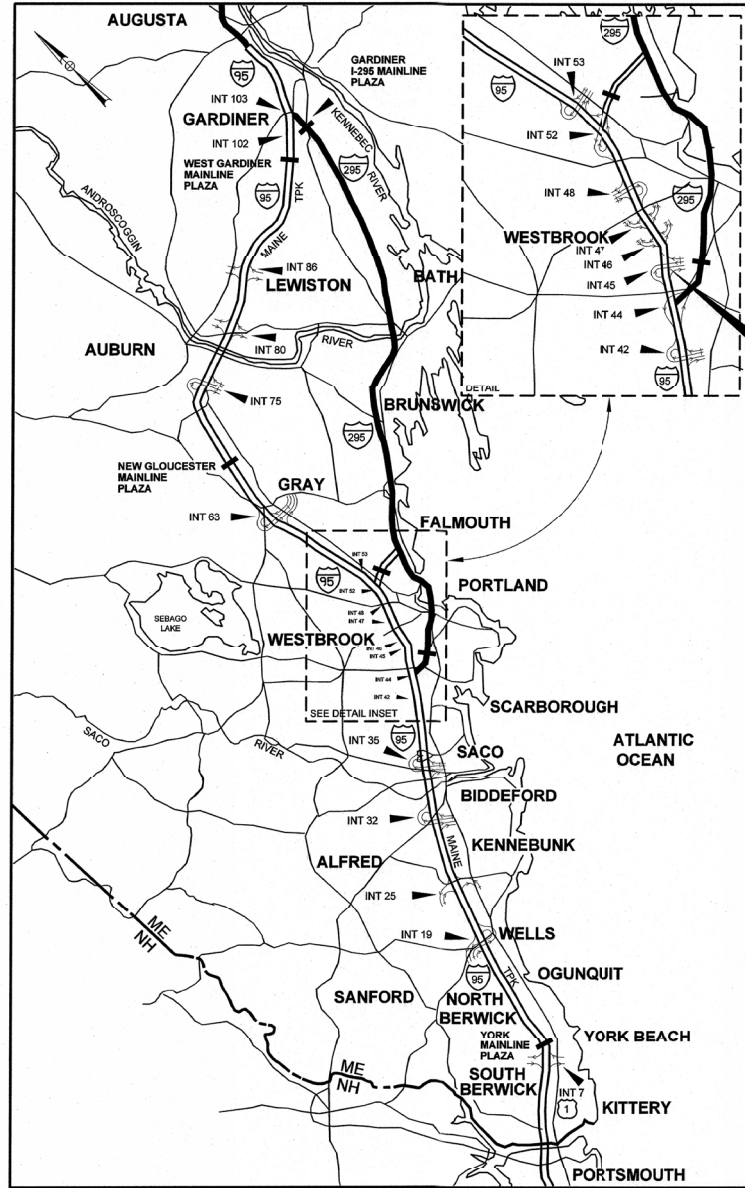 AUGUSTA
95
GARDINER
I-295 MAINLINE
PLAZA
INT 103
GARDINER
INT 102
WEST GARDINER
MAINLINE
PLAZA
KENNEBEC
RIVER
295
95
TPK
MAINE
ANDROSCOGGIN
INT 86
LEWISTON
BATH
AUBURN
INT 80
RIVER
INT 75
BRUNSWICK
295
NEW GLOUCESTER
MAINLINE
PLAZA
GRAY
INT 63
FALMOUTH
INT 53
95
INT 52
PORTLAND
SEBAGO
LAKE
INT 48
INT 47
WESTBROOK
INT 45
INT 44
INT 42
SEE DETAIL INSET
SCARBOROUGH
SACO
RIVER
INT 35
95
SACO
ATLANTIC
OCEAN
BIDDEFORD
INT 32
MAINE
KENNEBUNK
ALFRED
INT 25
ME
NH
INT 19
WELLS
95
TPK
OGUNQUIT
SANFORD
NORTH
BERWICK
YORK
MAINLINE
PLAZA
YORK BEACH
ME
NH
SOUTH
BERWICK
INT 7
1
KITTERY
PORTSMOUTH
295
INT 53
95
INT 52
INT 48
295
WESTBROOK
INT 47
INT 46
INT 45
INT 44
INT 42
95
DETAIL